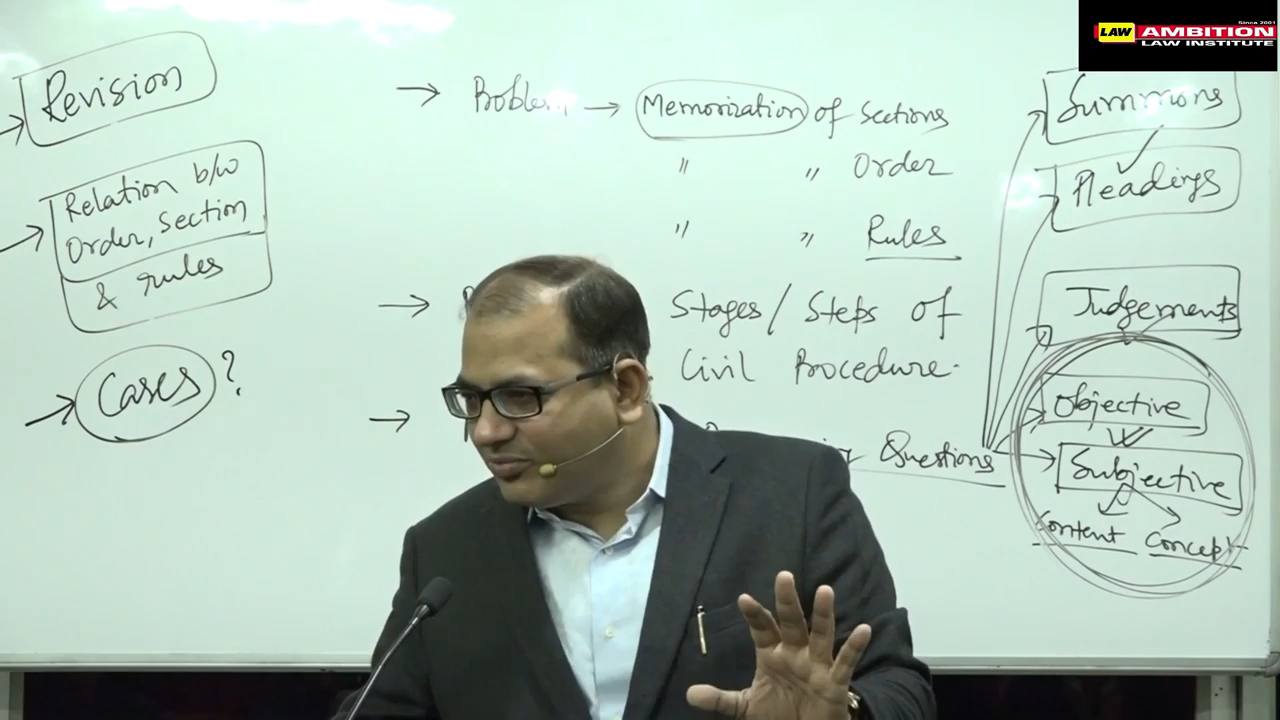 Since 2001
LAW AMBITION
LAW INSTITUTE
Revision
Relation b/w
Order, Section
& rules
Cases ?
→ Problem → Memorization of Sections
" " Order
" " Rules
Stages / Steps of
Civil Procedure.
Questions
Summons
Pleadings
Judgements
Objective
Subjective
Content Concept